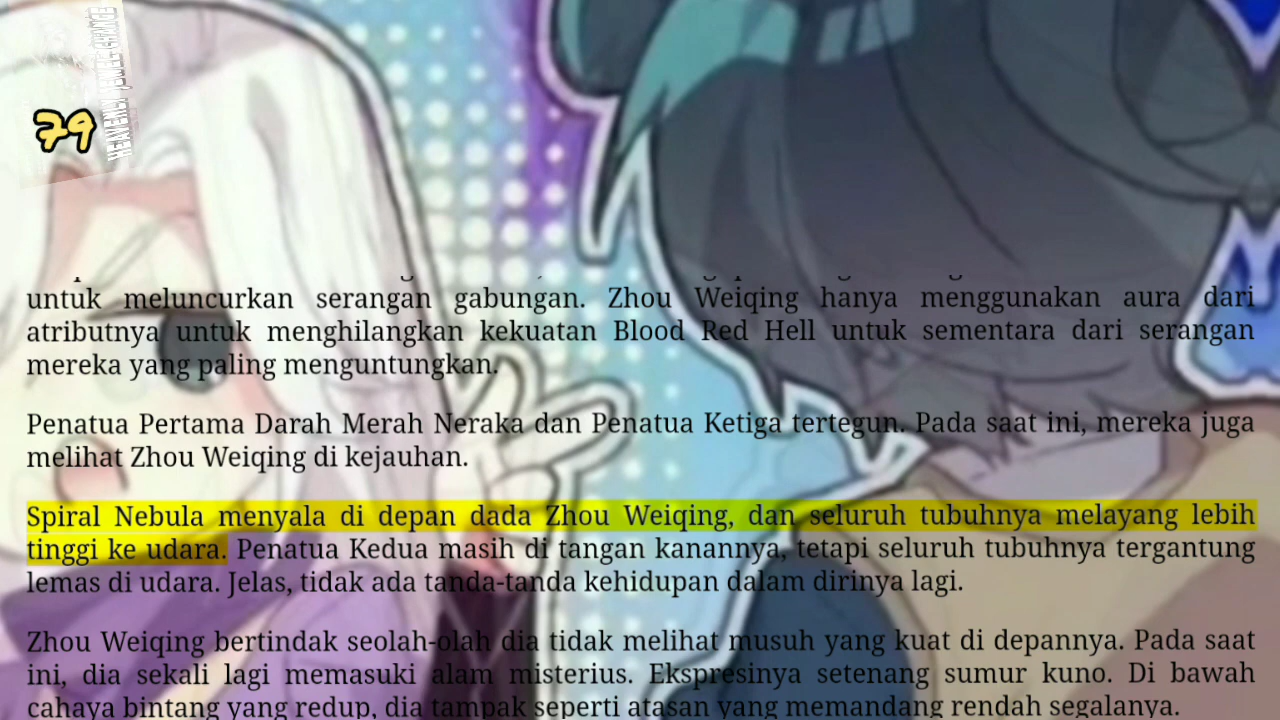 HEAVENLY JEWEL CHANGE
79
untuk meluncurkan serangan gabungan. Zhou Weiqing hanya menggunakan aura dari
atributnya untuk menghilangkan kekuatan Blood Red Hell untuk sementara dari serangan
mereka yang paling menguntungkan.
Penatua Pertama Darah Merah Neraka dan Penatua Ketiga tertegun. Pada saat ini, mereka juga
melihat Zhou Weiqing di kejauhan.
Spiral Nebula menyala di depan dada Zhou Weiqing, dan seluruh tubuhnya melayang lebih
tinggi ke udara. Penatua Kedua masih di tangan kanannya, tetapi seluruh tubuhnya tergantung
lemas di udara. Jelas, tidak ada tanda-tanda kehidupan dalam dirinya lagi.
Zhou Weiqing bertindak seolah-olah dia tidak melihat musuh yang kuat di depannya. Pada saat
ini, dia sekali lagi memasuki alam misterius. Ekspresinya setenang sumur kuno. Di bawah
cahaya bintang yang redup, dia tampak seperti atasan yang memandang rendah segalanya.